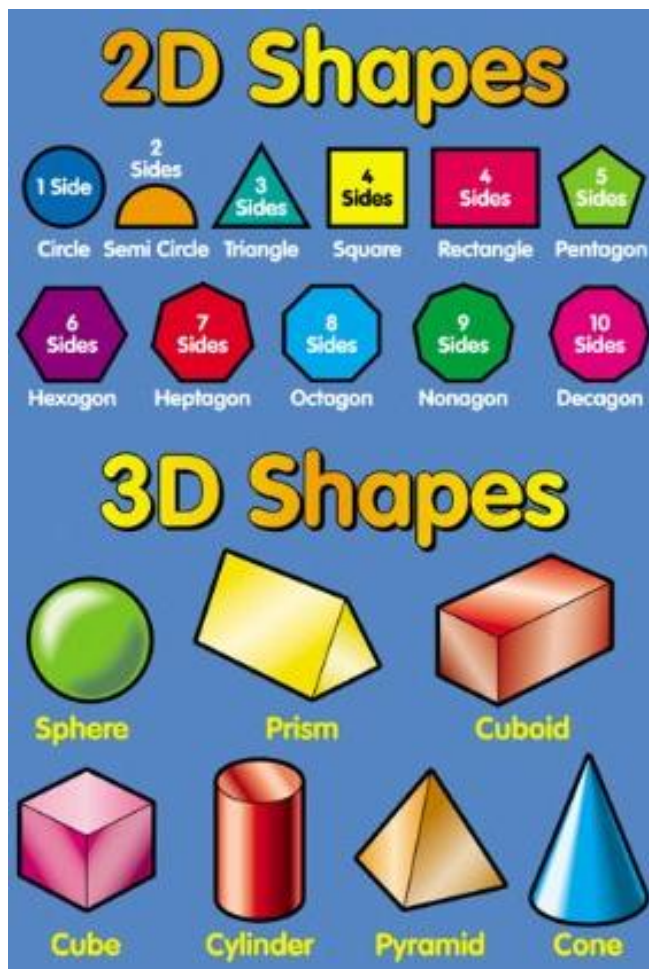 2D Shapes
1 Side
2
Sides
3
Sides
4
Sides
4
Sides
5
Sides
Circle Semi Circle Triangle Square Rectangle Pentagon
6
Sides
7
Sides
8
Sides
9
Sides
10
Sides
Hexagon Heptagon Octagon Nonagon Decagon
3D Shapes
Sphere Prism Cuboid
Cube Cylinder Pyramid Cone